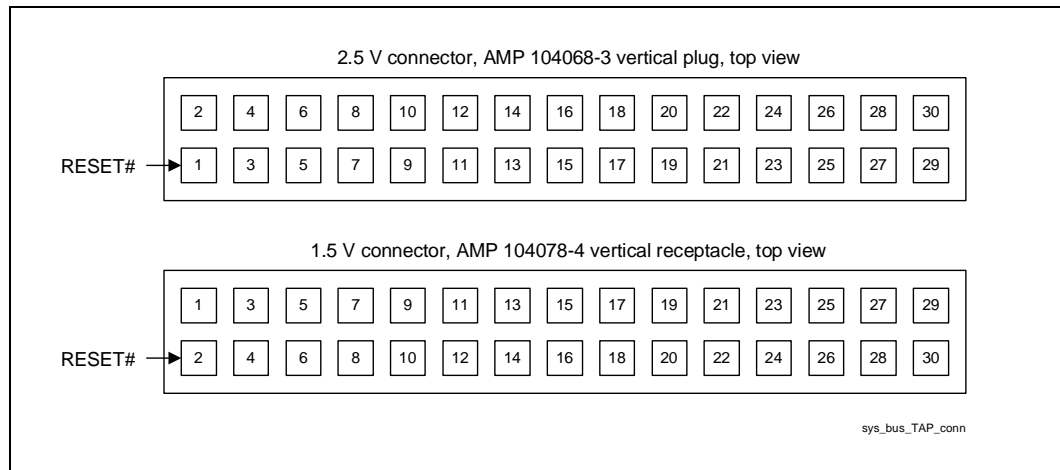 2.5 V connector, AMP 104068-3 vertical plug, top view
2 4 6 8 10 12 14 16 18 20 22 24 26 28 30
RESET# 1 3 5 7 9 11 13 15 17 19 21 23 25 27 29
1.5 V connector, AMP 104078-4 vertical receptacle, top view
1 3 5 7 9 11 13 15 17 19 21 23 25 27 29
RESET# 2 4 6 8 10 12 14 16 18 20 22 24 26 28 30
sys_bus_TAP_conn